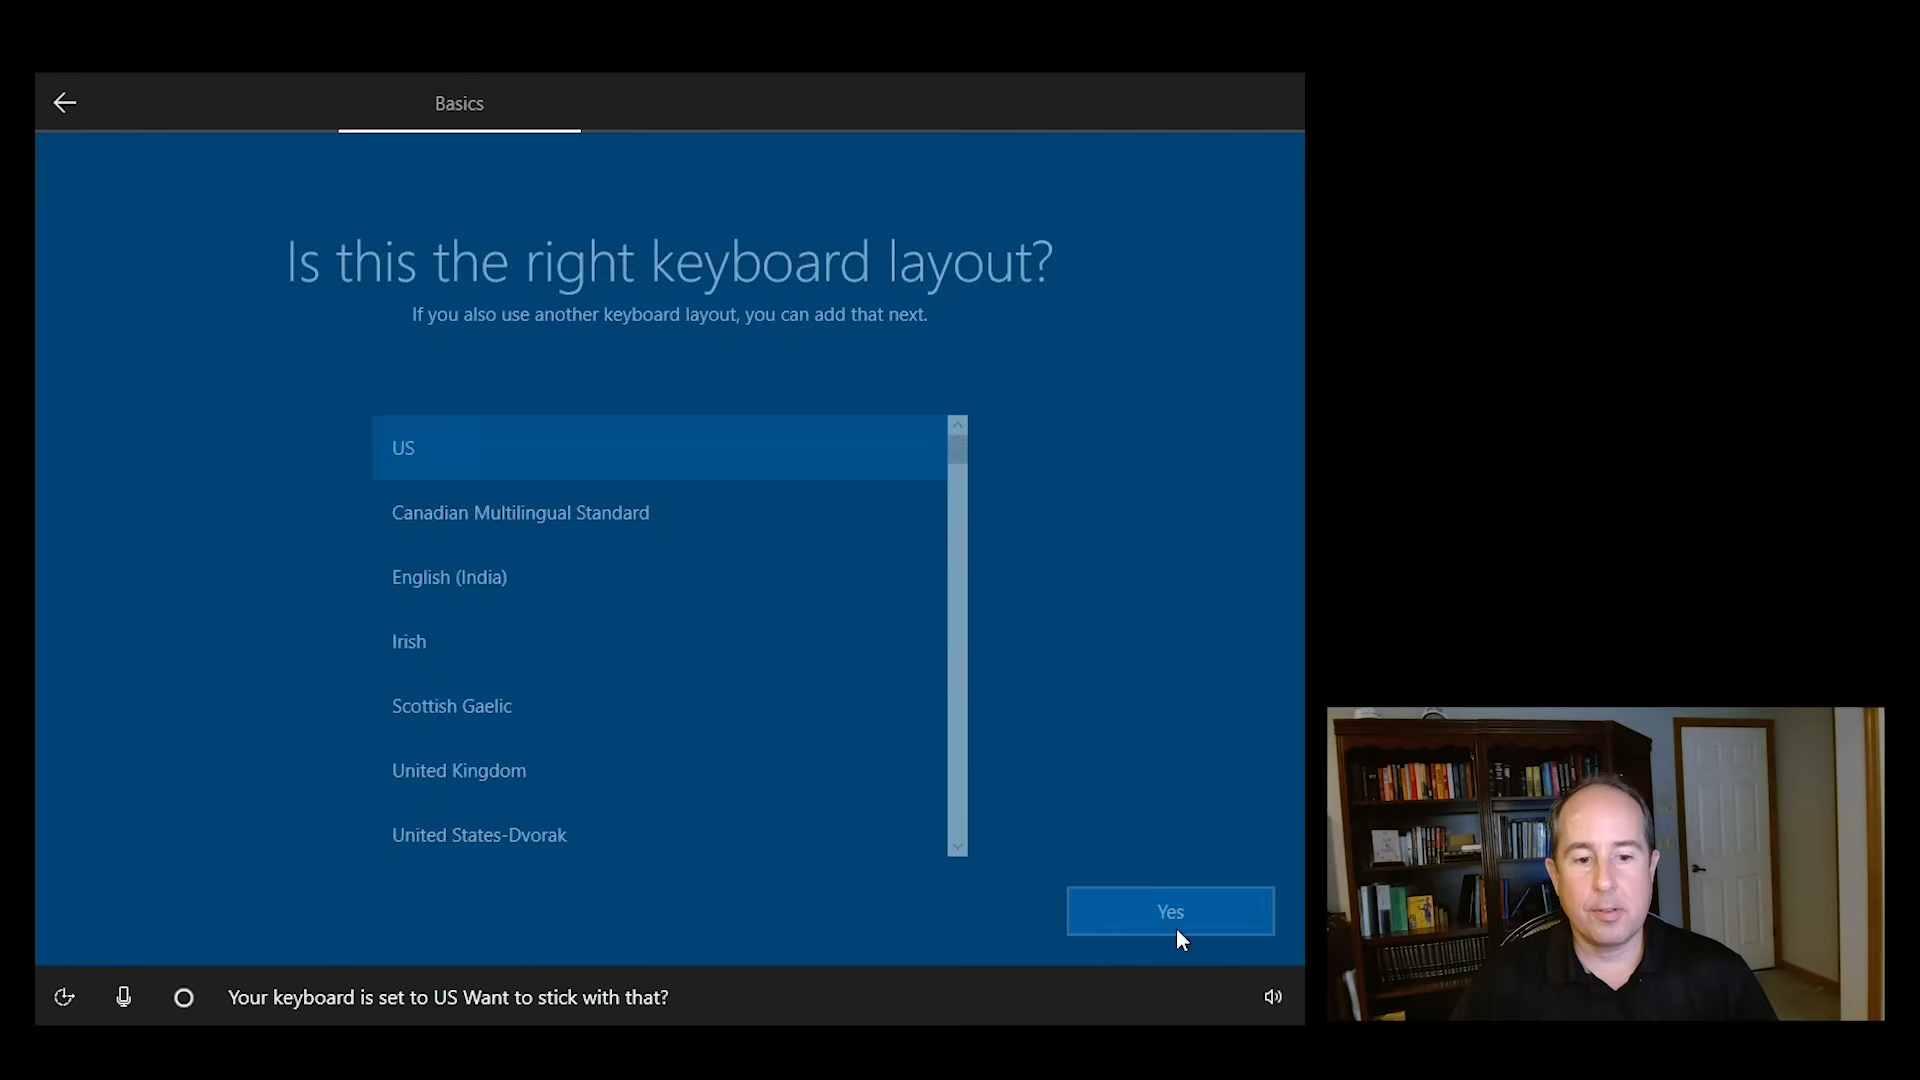 Basics
Is this the right keyboard layout?
If you also use another keyboard layout, you can add that next.
US
Canadian Multilingual Standard
English (India)
Irish
Scottish Gaelic
United Kingdom
United States-Dvorak
Yes
Your keyboard is set to US Want to stick with that?